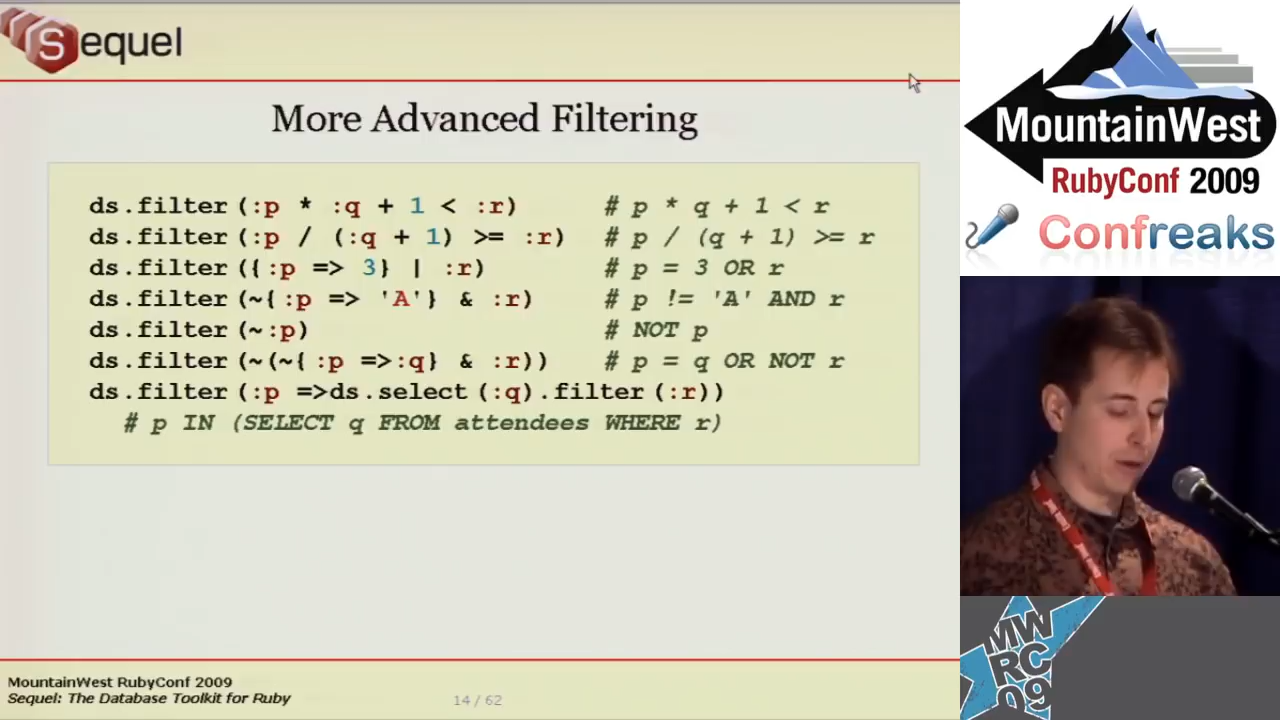 Sequel
More Advanced Filtering
ds.filter(:p * :q + 1 < :r) # p * q + 1 < r
ds.filter(:p / (:q + 1) >= :r) # p / (q + 1) >= r
ds.filter({:p => 3} | :r) # p = 3 OR r
ds.filter(~{:p => 'A'} & :r) # p != 'A' AND r
ds.filter(~:p) # NOT p
ds.filter(~(~{:p =>:q} & :r)) # p = q OR NOT r
ds.filter(:p =>ds.select(:q).filter(:r))
# p IN (SELECT q FROM attendees WHERE r)
MountainWest RubyConf 2009
Sequel: The Database Toolkit for Ruby
14 / 62
MountainWest
RubyConf 2009
Confreaks
MW
RC
09